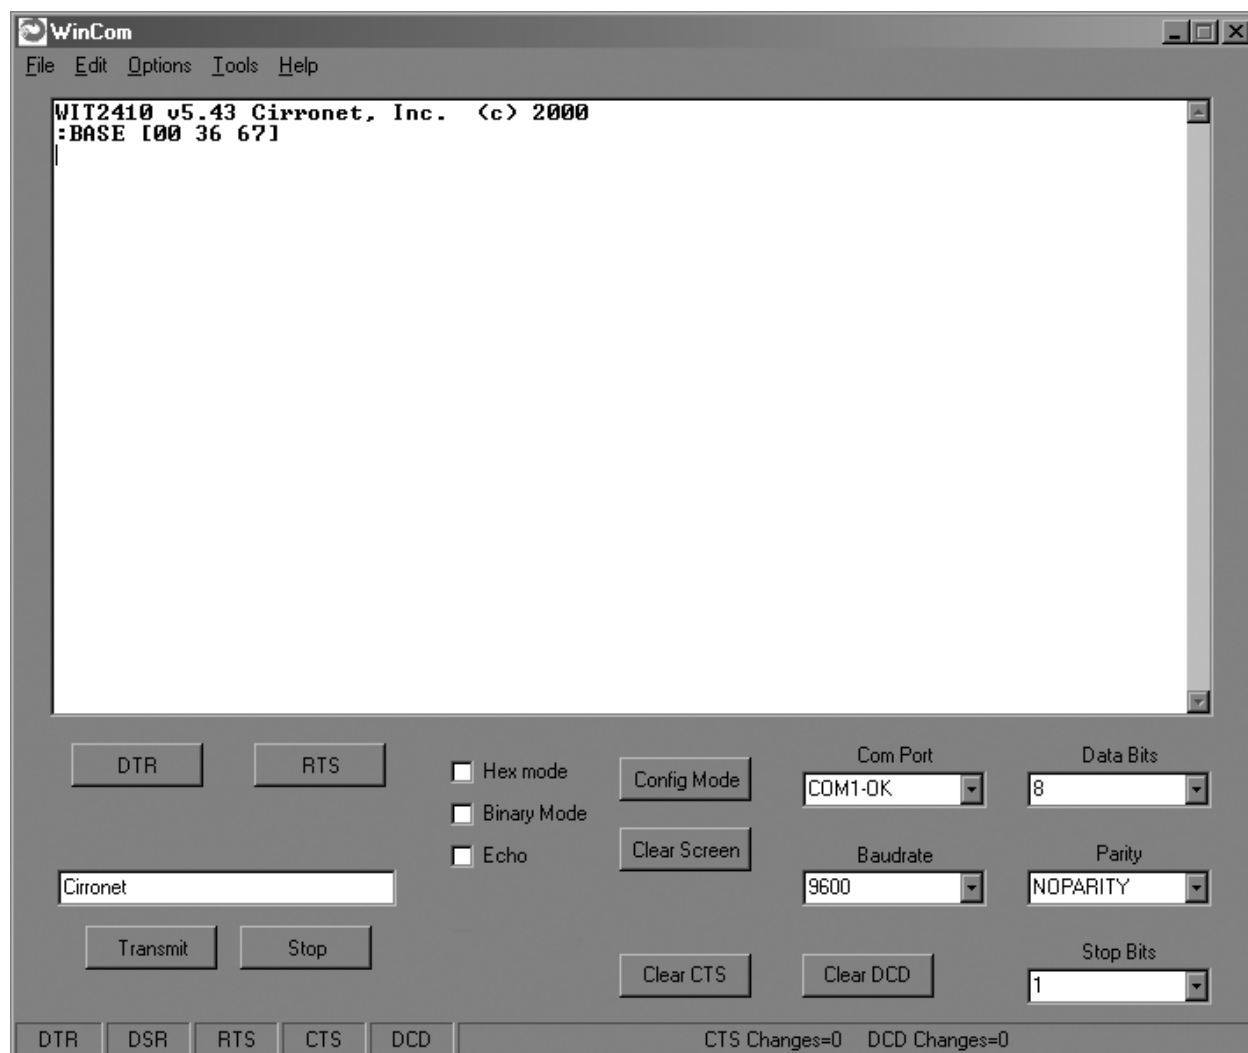 WinCom
File Edit Options Tools Help
WIT2410 v5.43 Cirronet, Inc. (c) 2000
:BASE [00 36 67]
DTR RTS
Hex mode
Binary Mode
Echo
Config Mode
Clear Screen
Com Port
COM1-OK
Data Bits
8
Baudrate
9600
Parity
NOPARITY
Cirronet
Transmit Stop
Clear CTS Clear DCD
Stop Bits
1
DTR DSR RTS CTS DCD CTS Changes=0 DCD Changes=0